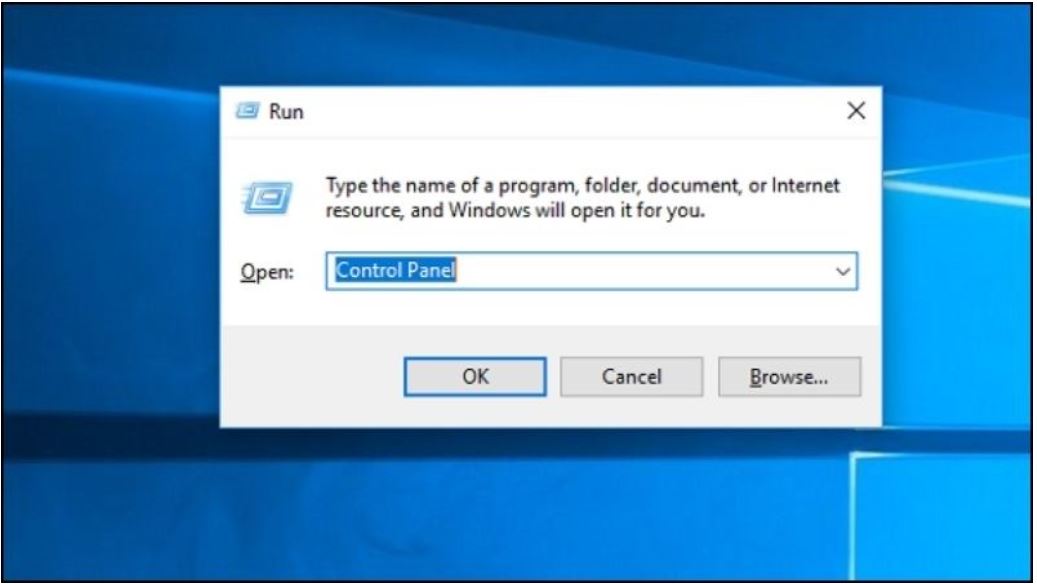 Run
Type the name of a program, folder, document, or Internet
resource, and Windows will open it for you.
Open: Control Panel
OK Cancel Browse...